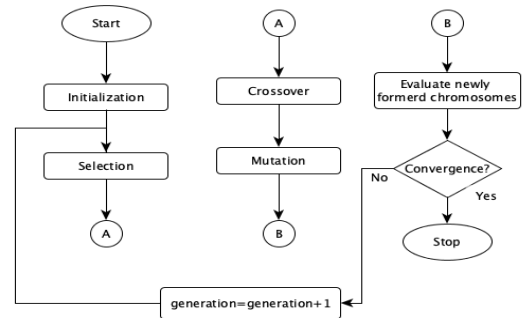 Start
Initialization
Selection
A
A
Crossover
Mutation
B
B
Evaluate newly
formerd chromosomes
Convergence?
No
Yes
Stop
generation=generation+1